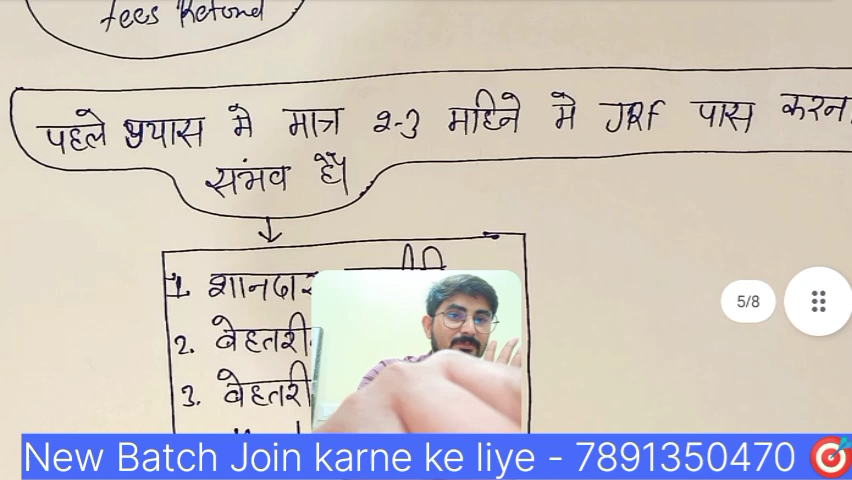 fees Refond
पहले प्रयास मे मात्र 2-3 महिने मे JRF पास करना
संभव है।
1. शानदार
2. बेहतरी
3. बेहतरी
5/8
New Batch Join karne ke liye - 7891350470 🎯